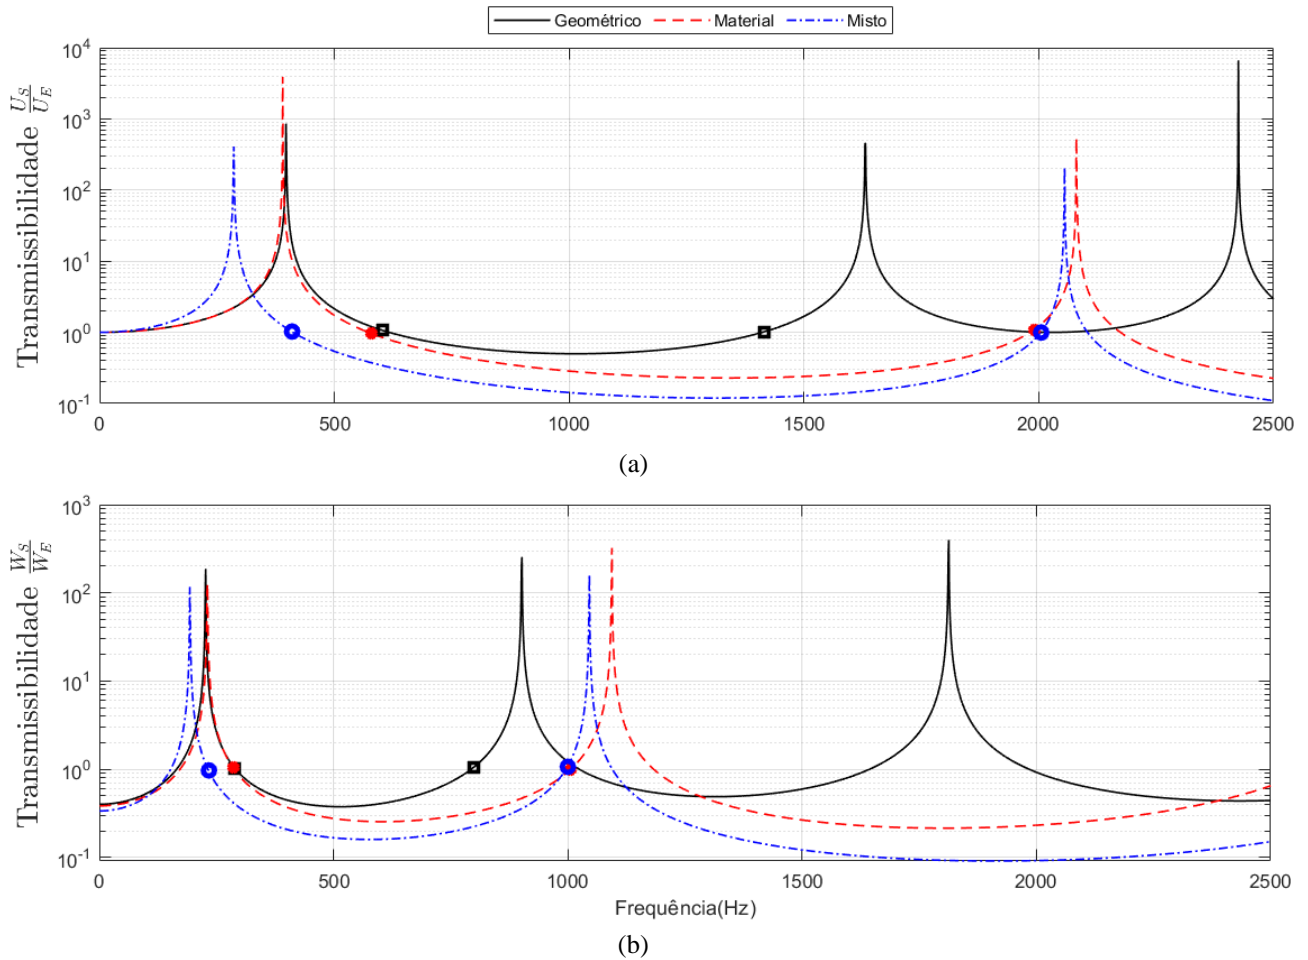 Geométrico Material Misto
Transmissibilidade U_S/U_E
10^4
10^3
10^2
10^1
10^0
10^-1
0 500 1000 1500 2000 2500
(a)
Transmissibilidade W_S/W_E
10^3
10^2
10^1
10^0
10^-1
0 500 1000 1500 2000 2500
Frequência(Hz)
(b)